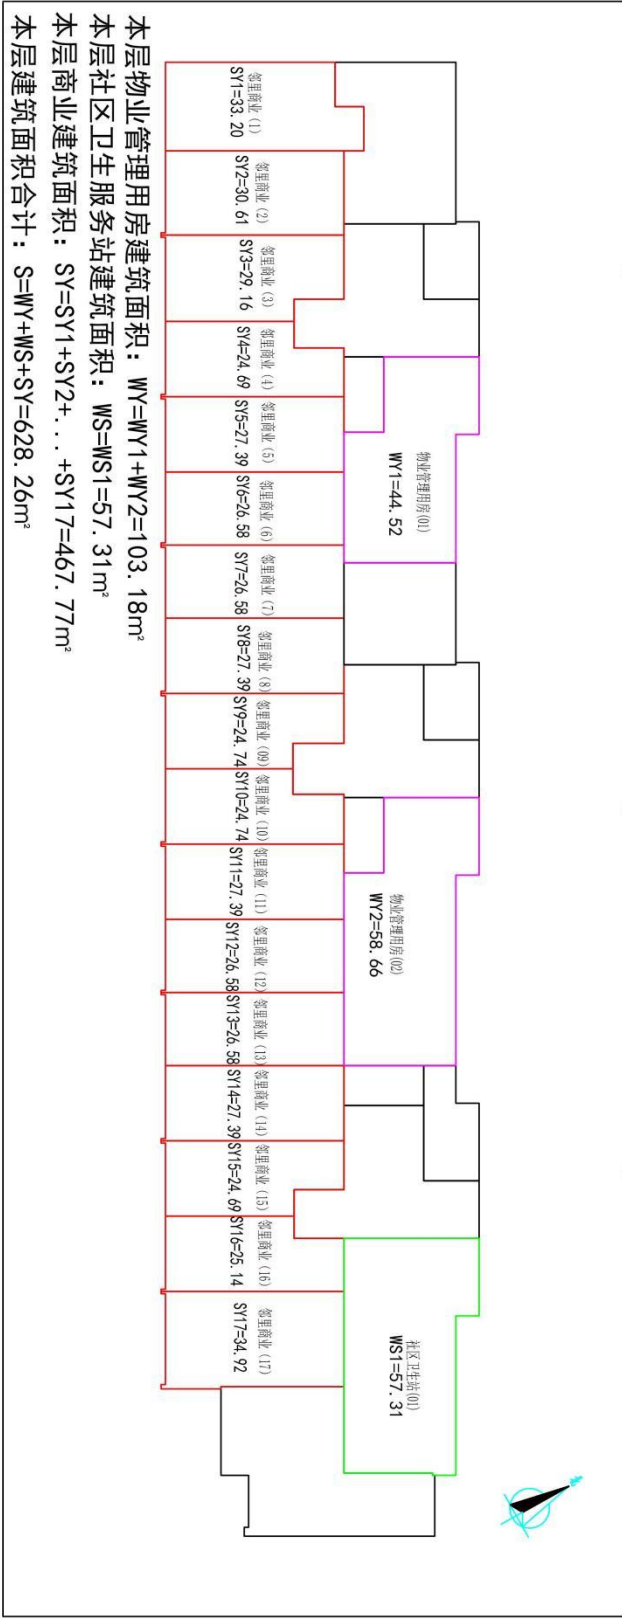 邻里商业(1)
SY1=33.20
邻里商业(2)
SY2=30.61
邻里商业(3)
SY3=29.16
邻里商业(4)
SY4=24.69
邻里商业(5)
SY5=27.39
邻里商业(6)
SY6=26.58
邻里商业(7)
SY7=26.58
邻里商业(8)
SY8=27.39
邻里商业(09)
SY9=24.74
邻里商业(10)
SY10=24.74
邻里商业(11)
SY11=27.39
邻里商业(12)
SY12=26.58
邻里商业(13)
SY13=26.58
邻里商业(14)
SY14=27.39
邻里商业(15)
SY15=24.69
邻里商业(16)
SY16=25.14
邻里商业(17)
SY17=34.92
物业管理用房(01)
WY1=44.52
物业管理用房(02)
WY2=58.66
社区卫生站(01)
WS1=57.31
本层物业管理用房建筑面积：WY=WY1+WY2=103.18m²
本层社区卫生服务站建筑面积：WS=WS1=57.31m²
本层商业建筑面积：SY=SY1+SY2+...+SY17=467.77m²
本层建筑面积合计：S=WY+WS+SY=628.26m²